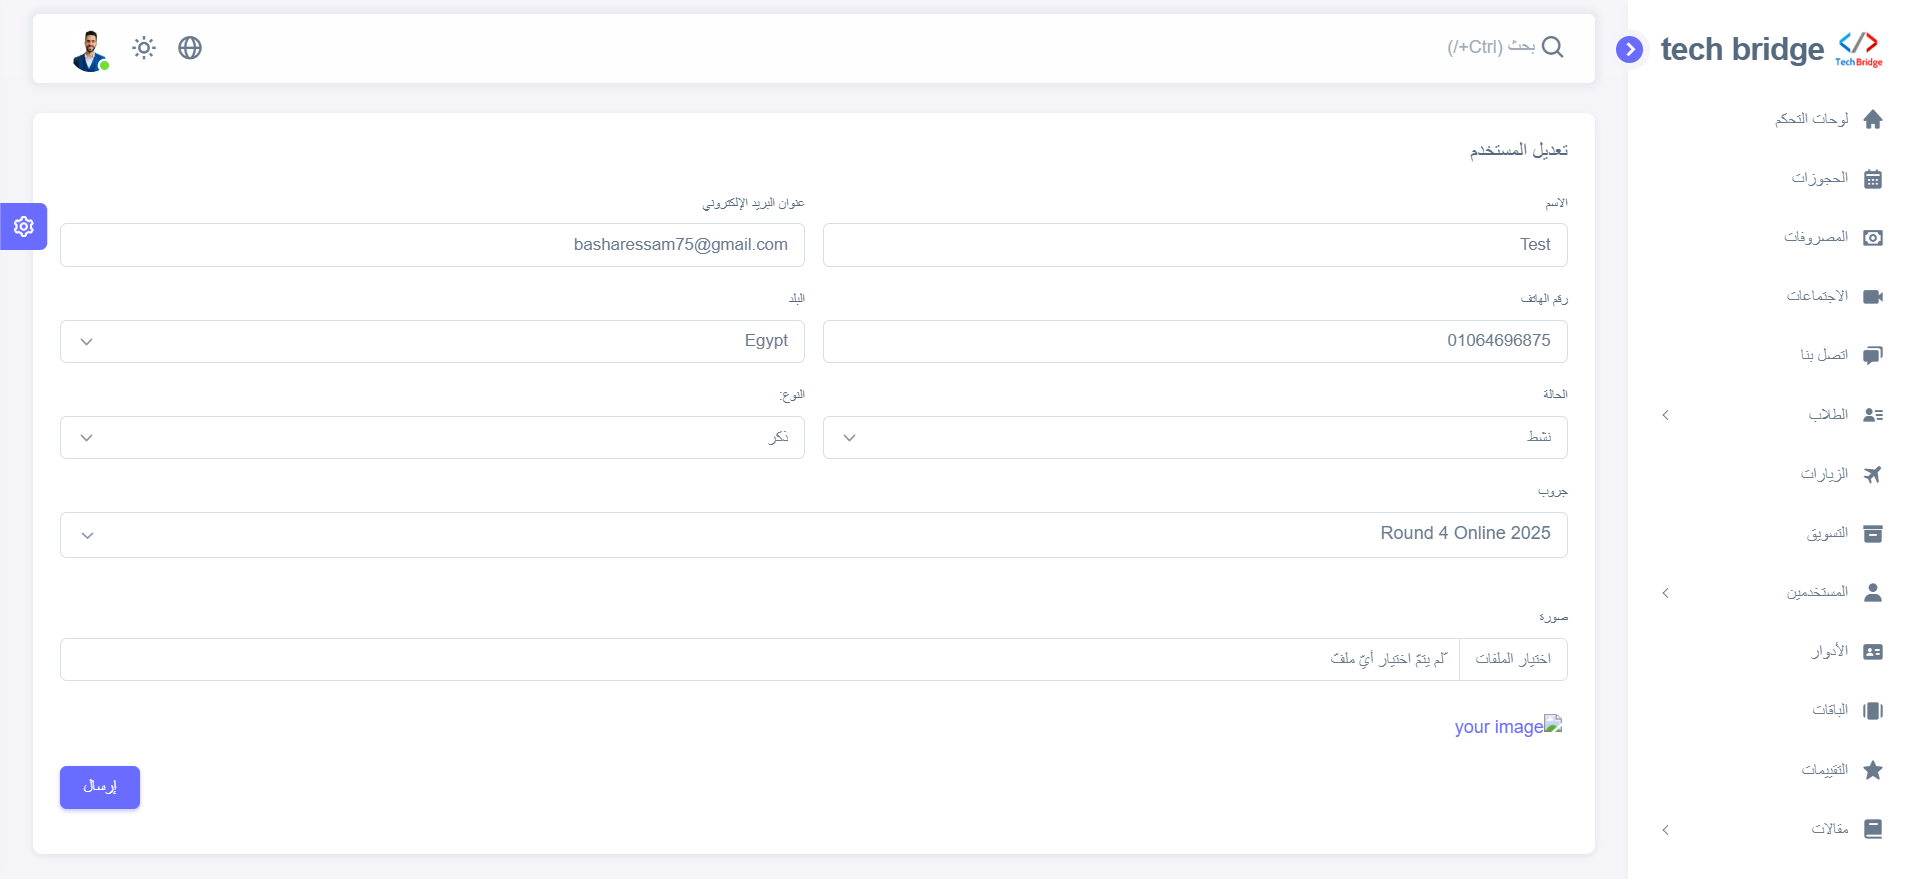 tech bridge
TechBridge
لوحات التحكم
الحجوزات
المصروفات
الاجتماعات
اتصل بنا
الطلاب
الزيارات
التسويق
المستخدمين
الأدوار
الباقات
التقييمات
مقالات
بحث (Ctrl+/)
تعديل المستخدم
الاسم
Test
عنوان البريد الإلكتروني
basharessam75@gmail.com
رقم الهاتف
01064696875
البلد
Egypt
الحالة
نشط
النوع:
ذكر
جروب
Round 4 Online 2025
صورة
اختيار الملفات
لم يتمّ اختيار أيّ ملفّ
your image
إرسال